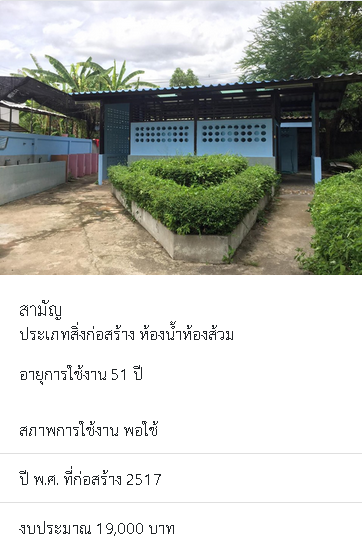 สามัญ
ประเภทสิ่งก่อสร้าง ห้องน้ำห้องส้วม
อายุการใช้งาน 51 ปี
สภาพการใช้งาน พอใช้
ปี พ.ศ. ที่ก่อสร้าง 2517
งบประมาณ 19,000 บาท